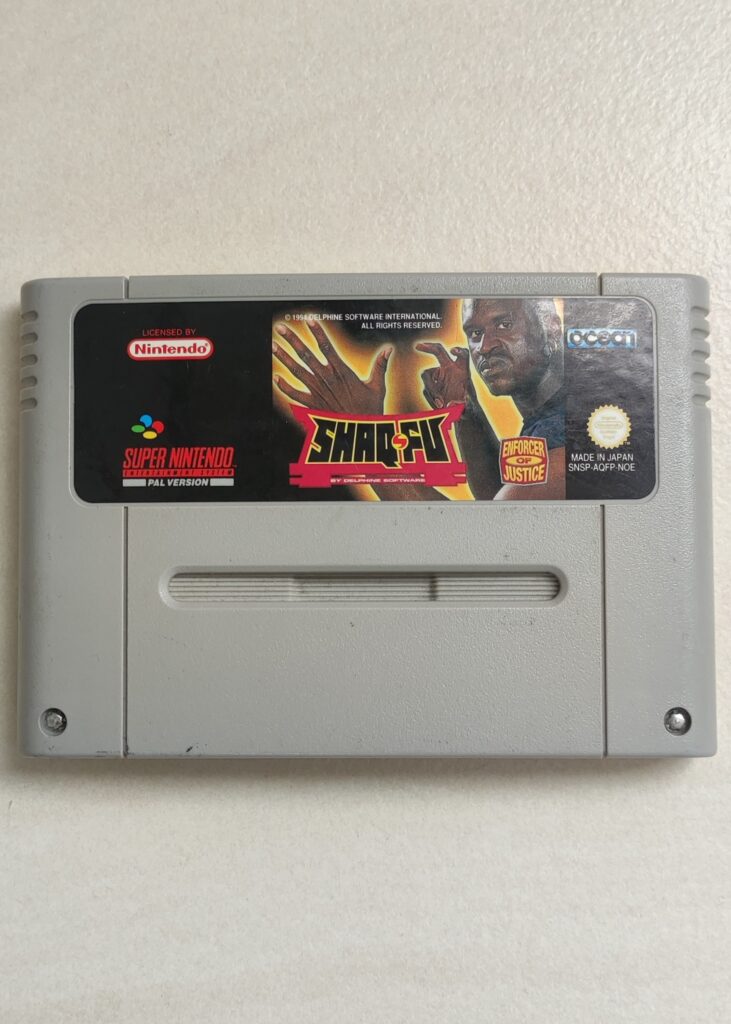 LICENSED BY
Nintendo
SUPER NINTENDO
ENTERTAINMENT SYSTEM
PAL VERSION
© 1994 DELPHINE SOFTWARE INTERNATIONAL.
ALL RIGHTS RESERVED.
SHAQ-FU
BY DELPHINE SOFTWARE
ENFORCER
OF
JUSTICE
ocean
MADE IN JAPAN
SNSP-AQFP-NOE